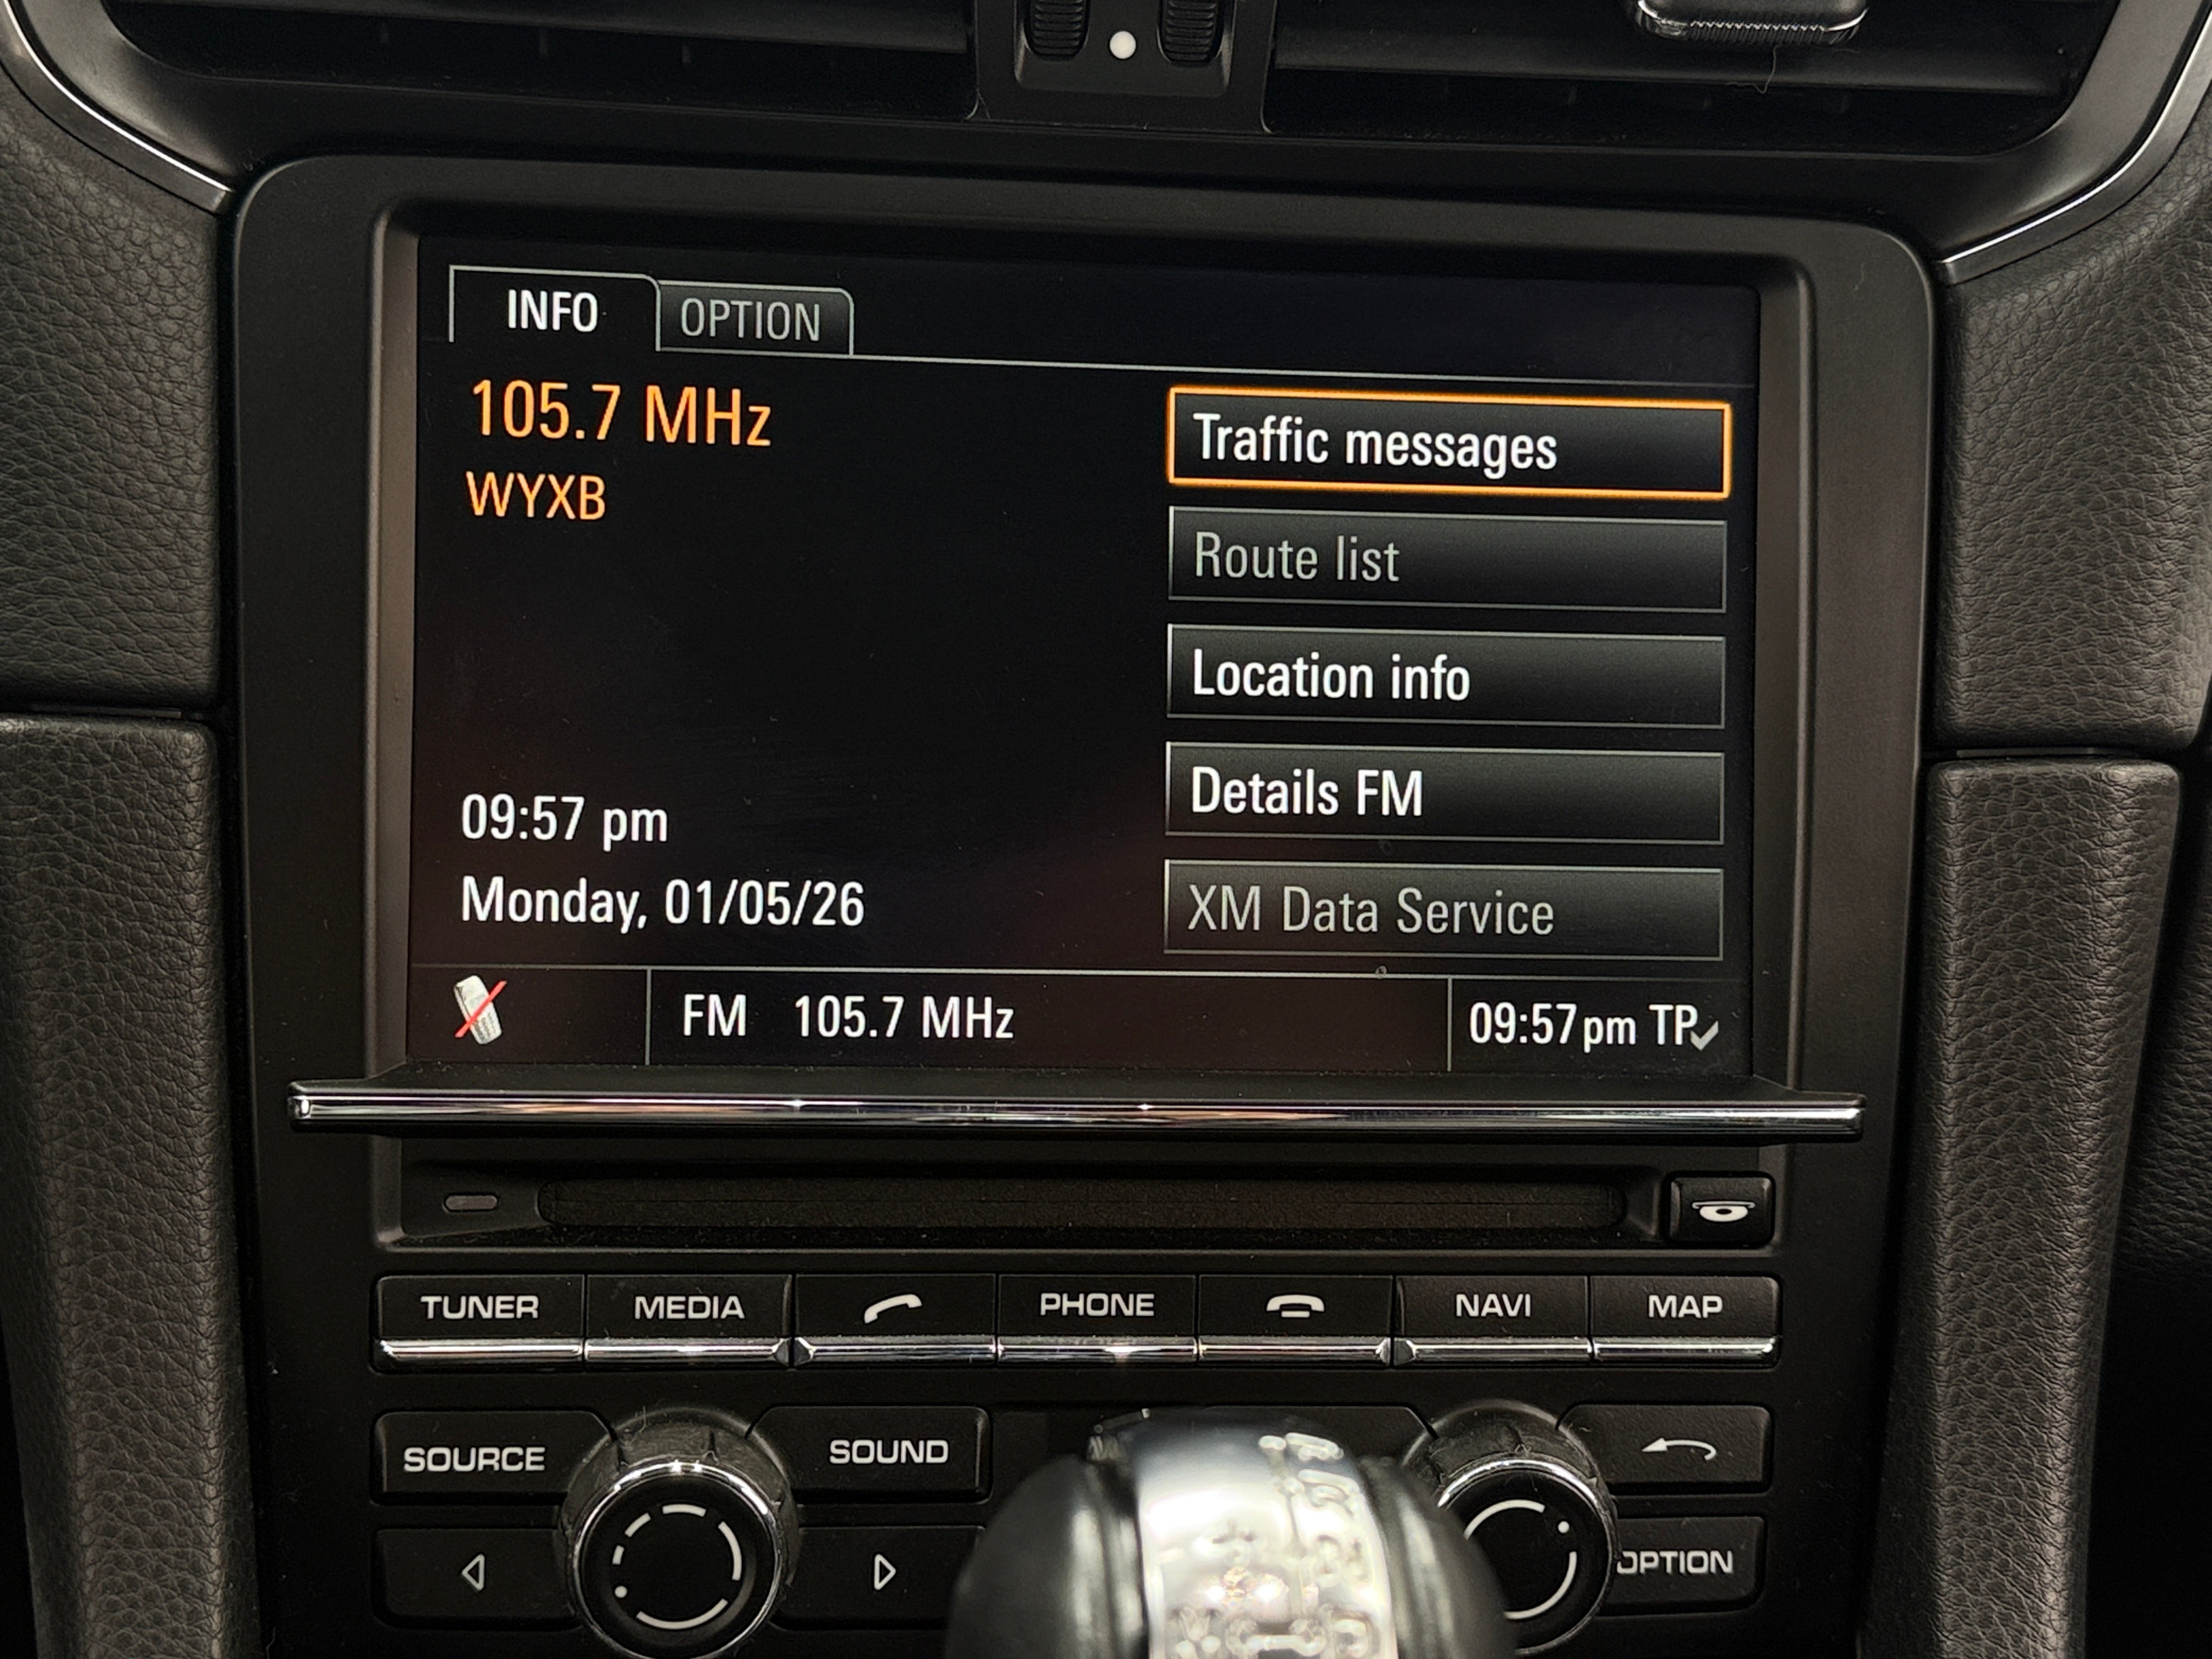 INFO OPTION
105.7 MHz
WYXB
Traffic messages
Route list
Location info
Details FM
XM Data Service
09:57 pm
Monday, 01/05/26
FM 105.7 MHz
09:57pm TP
TUNER MEDIA PHONE NAVI MAP
SOURCE SOUND
OPTION